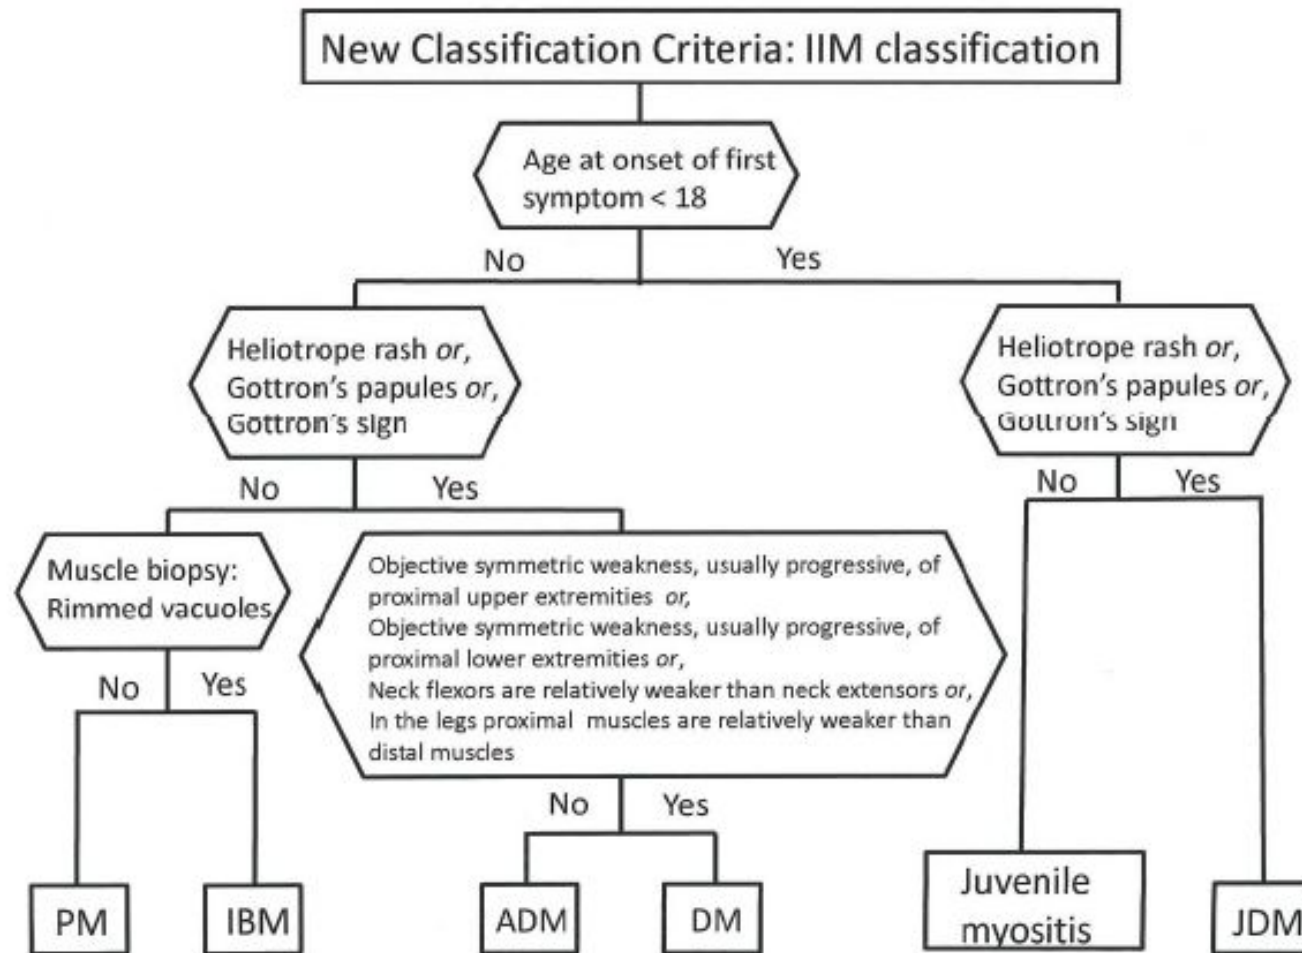 New Classification Criteria: IIM classification
Age at onset of first
symptom < 18
No
Yes
Heliotrope rash or,
Gottron's papules or,
Gottron's sign
Heliotrope rash or,
Gottron's papules or,
Gottron's sign
No
Yes
No
Yes
Muscle biopsy:
Rimmed vacuoles
Objective symmetric weakness, usually progressive, of
proximal upper extremities or,
Objective symmetric weakness, usually progressive, of
proximal lower extremities or,
Neck flexors are relatively weaker than neck extensors or,
In the legs proximal muscles are relatively weaker than
distal muscles
No
Yes
No
Yes
PM
IBM
ADM
DM
Juvenile
myositis
JDM